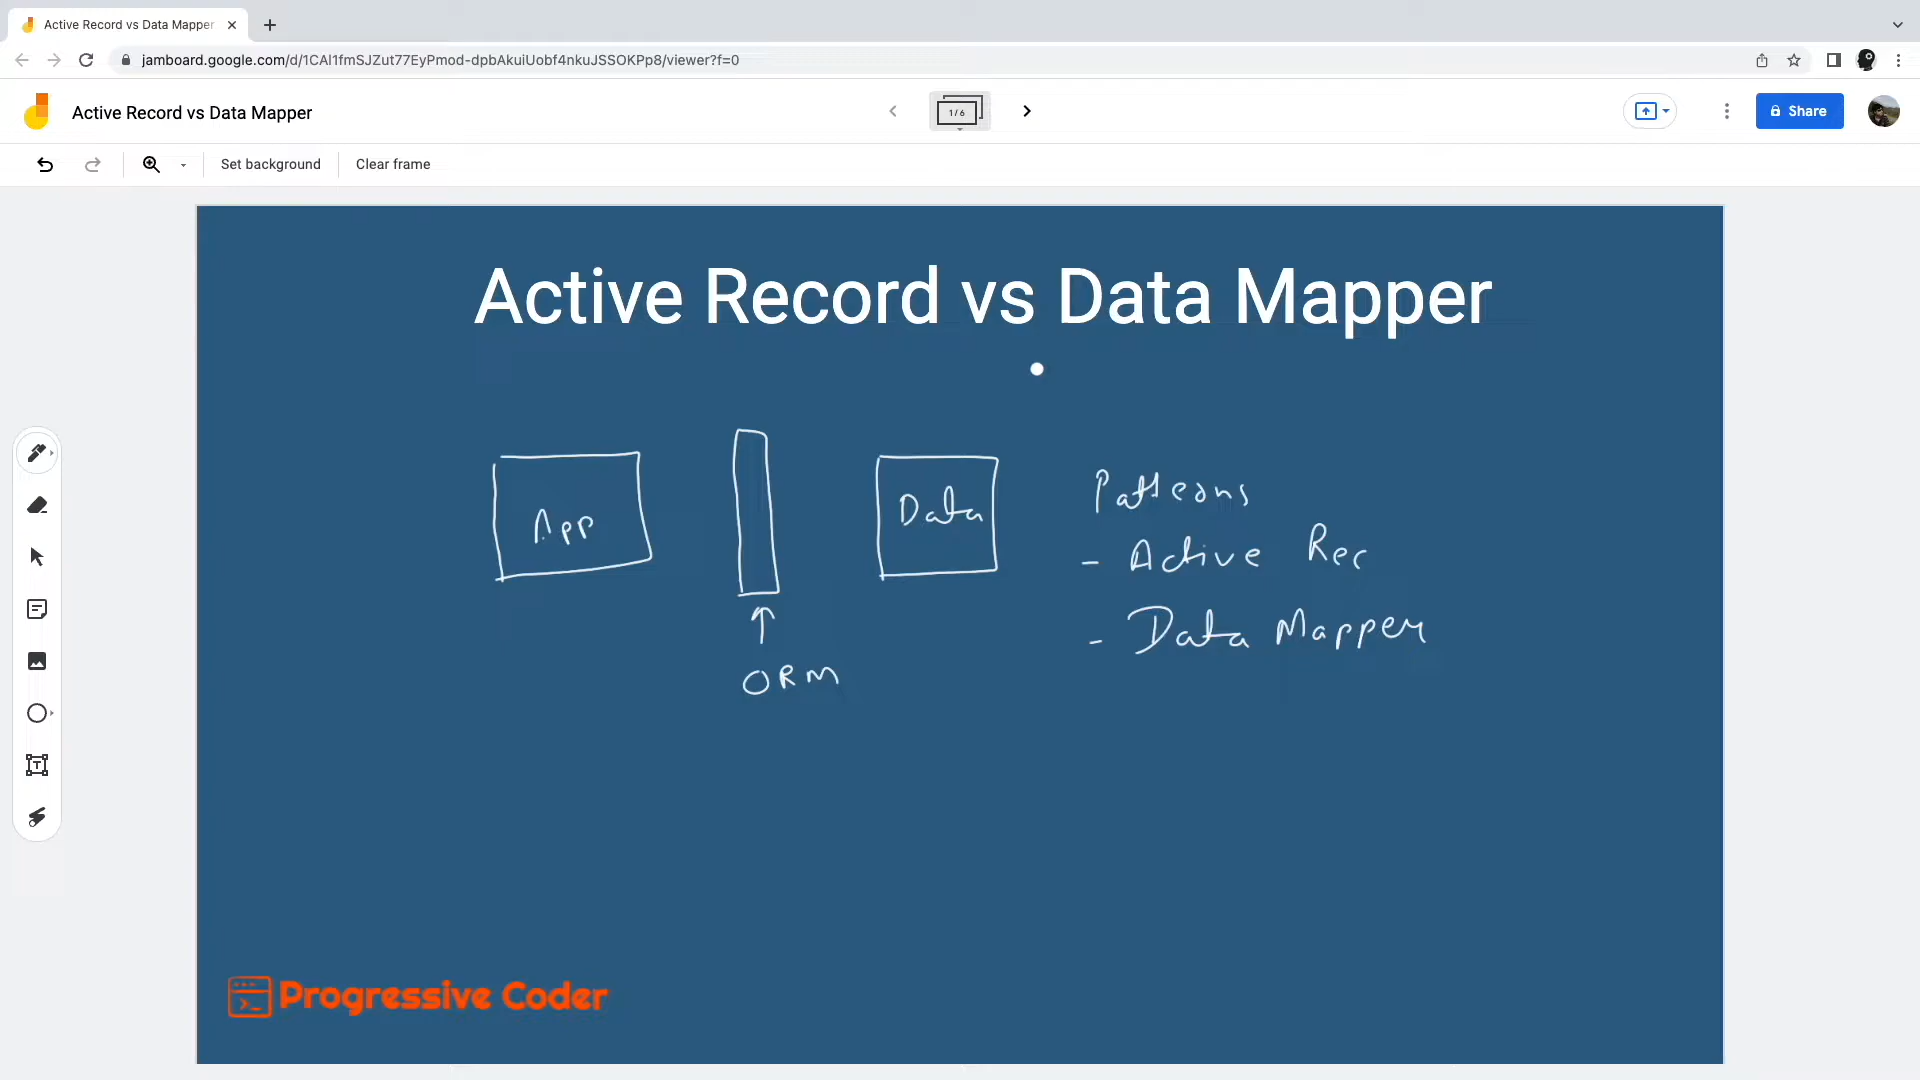 Active Record vs Data Mapper
jamboard.google.com/d/1CAl1fmSJZut77EyPmod-dpbAkuiUobf4nkuJSSOKPp8/viewer?f=0
Active Record vs Data Mapper
1/6
Share
Set background
Clear frame
Active Record vs Data Mapper
App
Data
ORM
Patterns
- Active Rec
- Data Mapper
Progressive Coder